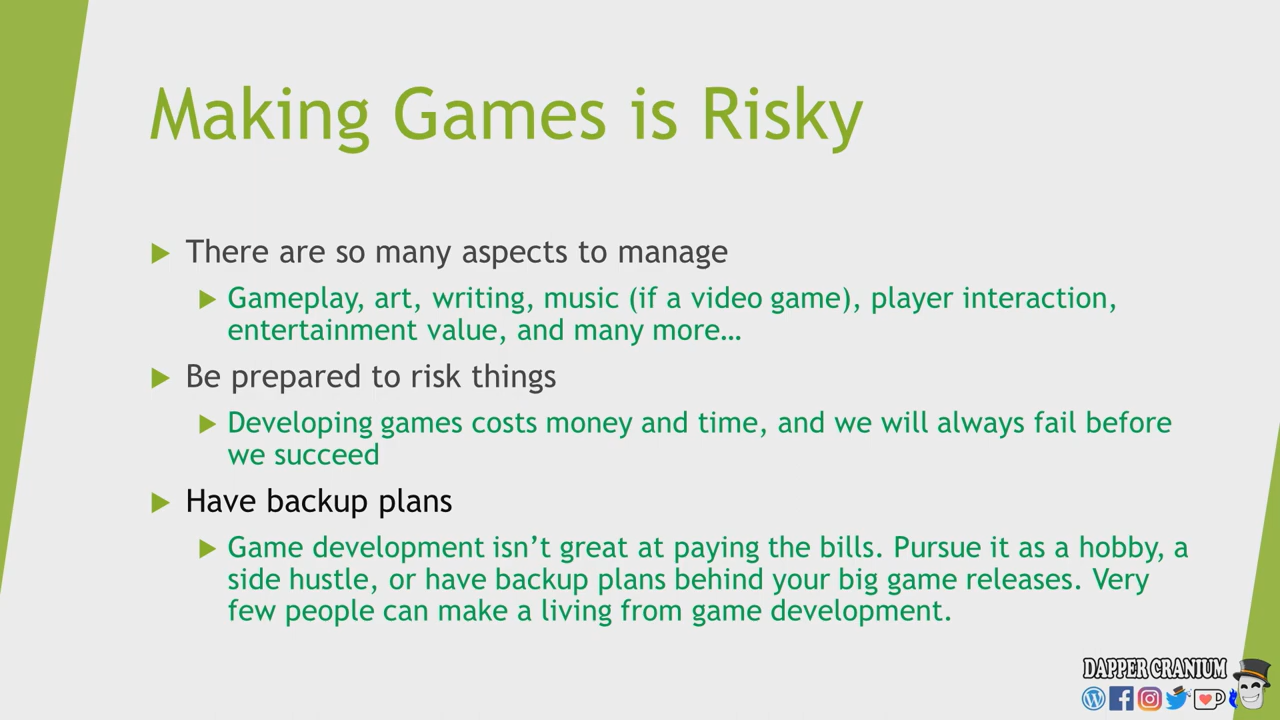 Making Games is Risky
There are so many aspects to manage
Gameplay, art, writing, music (if a video game), player interaction,
entertainment value, and many more…
Be prepared to risk things
Developing games costs money and time, and we will always fail before
we succeed
Have backup plans
Game development isn’t great at paying the bills. Pursue it as a hobby, a
side hustle, or have backup plans behind your big game releases. Very
few people can make a living from game development.
DAPPER CRANIUM